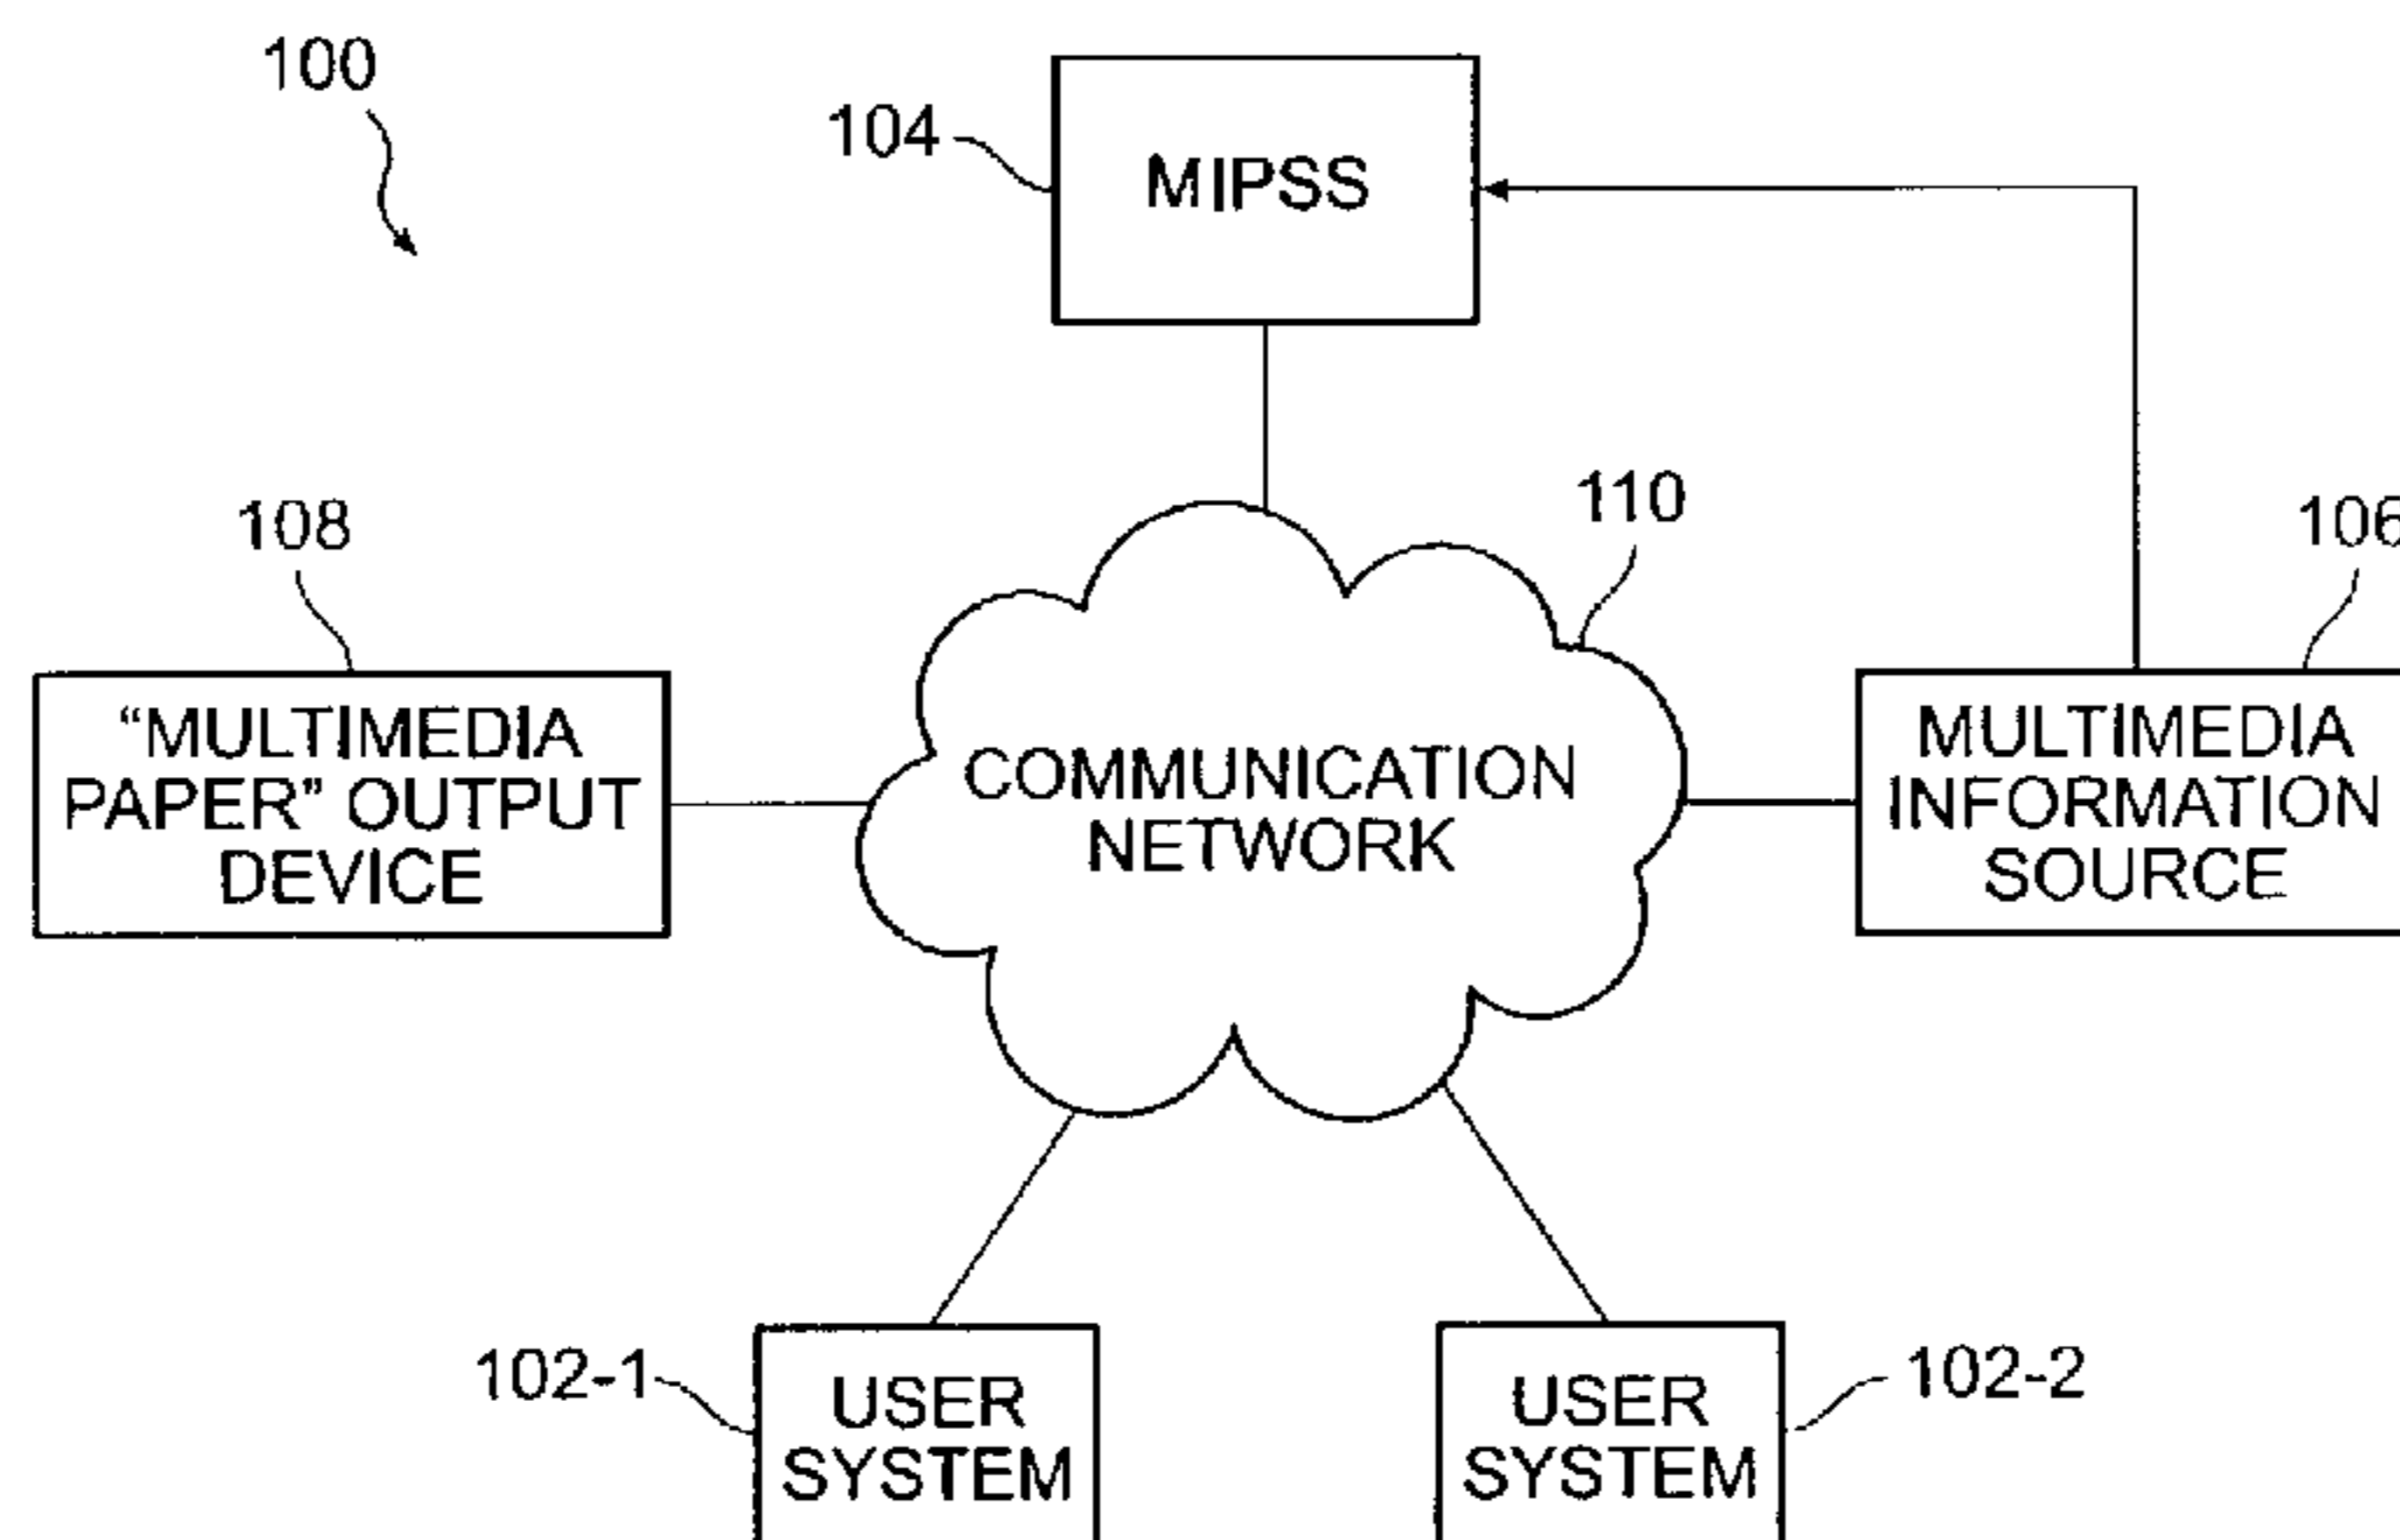 100
104
MIPSS
110
108
106
“MULTIMEDIA
PAPER” OUTPUT
DEVICE
COMMUNICATION
NETWORK
MULTIMEDIA
INFORMATION
SOURCE
102-1
USER
SYSTEM
USER
SYSTEM
102-2